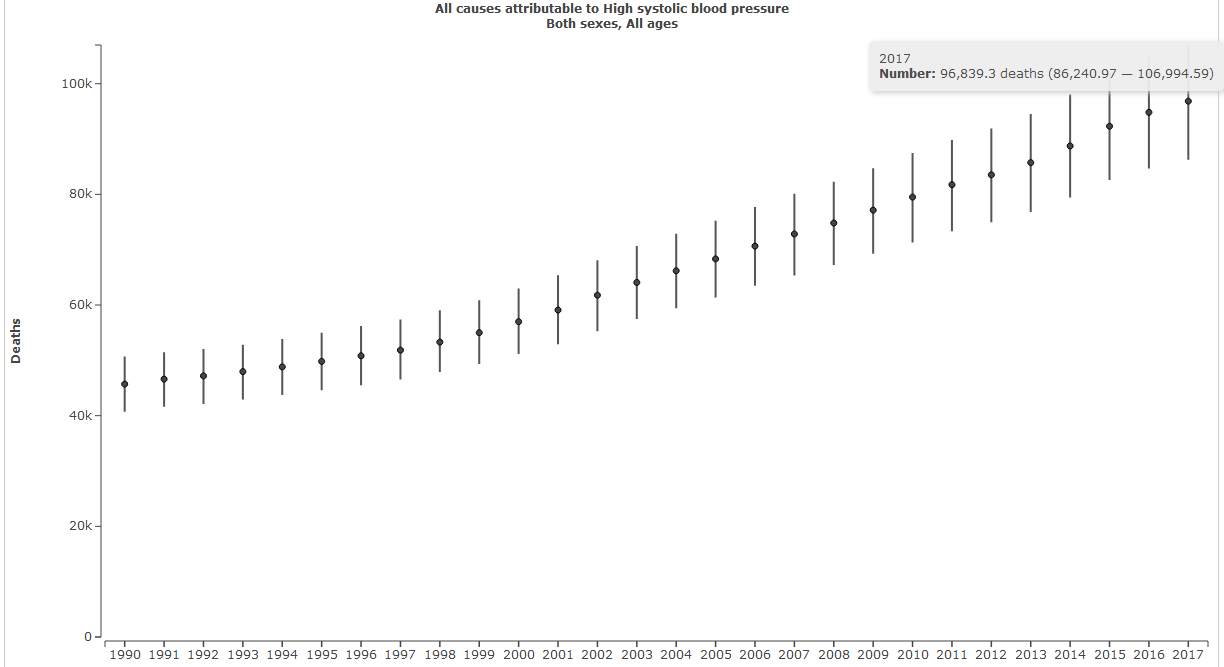 All causes attributable to High systolic blood pressure
Both sexes, All ages
2017
Number: 96,839.3 deaths (86,240.97 — 106,994.59)
100k
80k
60k
40k
20k
0
Deaths
1990 1991 1992 1993 1994 1995 1996 1997 1998 1999 2000 2001 2002 2003 2004 2005 2006 2007 2008 2009 2010 2011 2012 2013 2014 2015 2016 2017